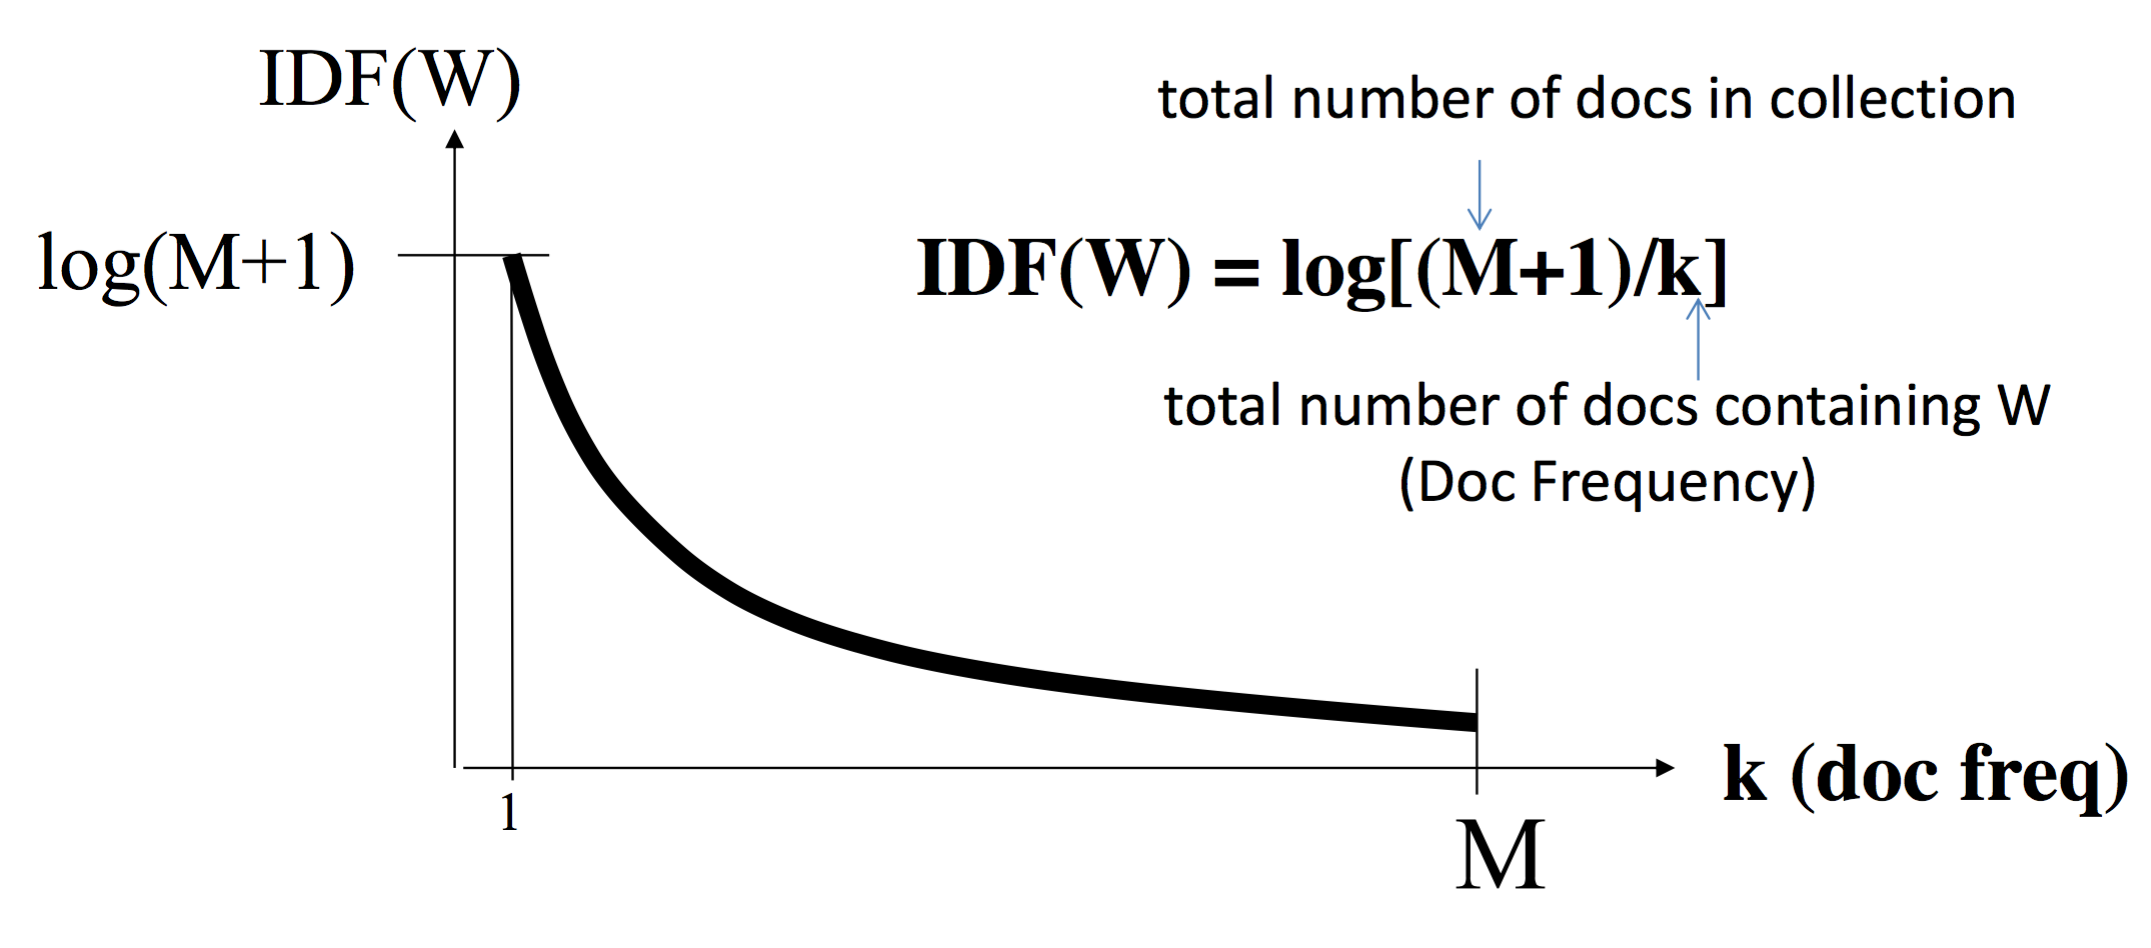 IDF(W)
total number of docs in collection
log(M+1)
IDF(W) = log[(M+1)/k]
total number of docs containing W
(Doc Frequency)
k (doc freq)
1
M